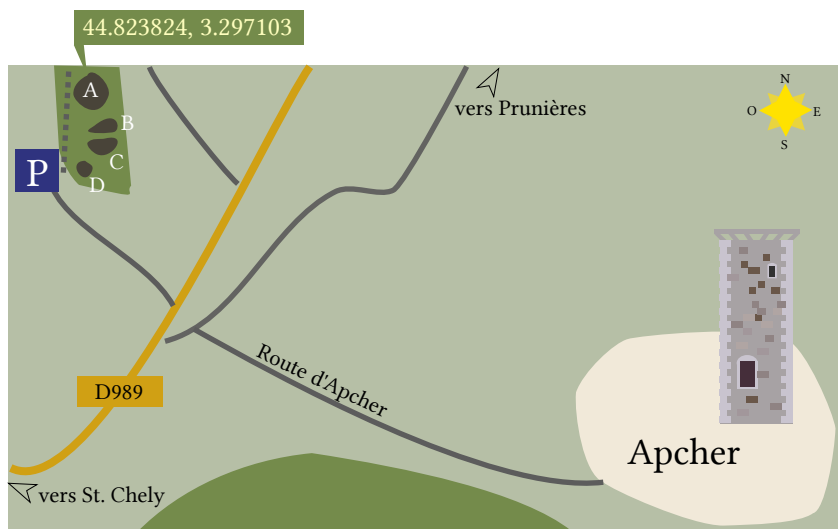 44.823824, 3.297103
A
B
C
D
P
vers Prunières
N
O
E
S
Route d'Apcher
D989
Apcher
vers St. Chely